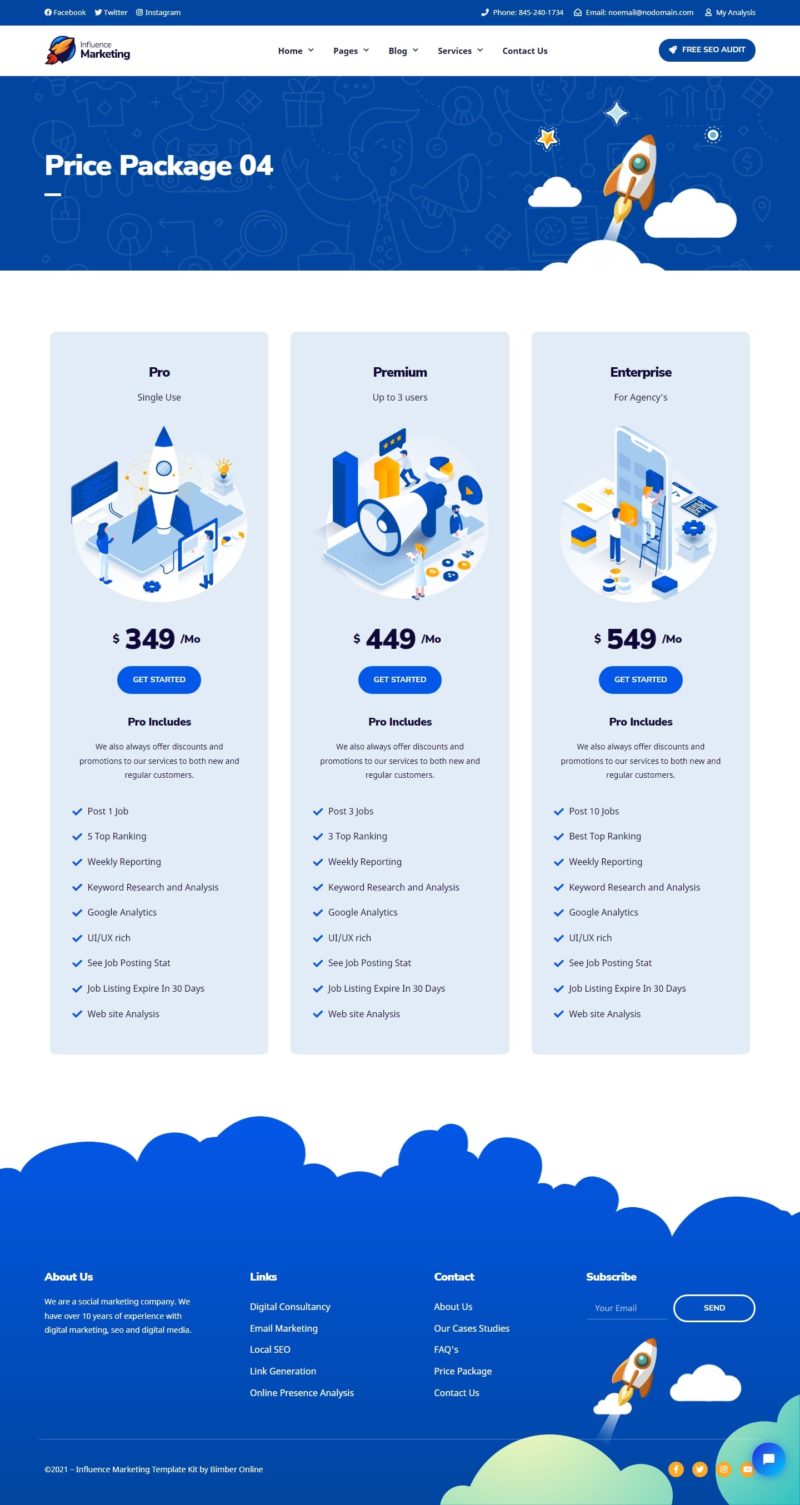 Facebook Twitter Instagram Phone: 845-240-1734 Email: noemail@nodomain.com My Analysis
Influence
Marketing
Home Pages Blog Services Contact Us FREE SEO AUDIT
Price Package 04
Pro
Single Use
$ 349 /Mo
GET STARTED
Pro Includes
We also always offer discounts and
promotions to our services to both new and
regular customers.
Post 1 Job
5 Top Ranking
Weekly Reporting
Keyword Research and Analysis
Google Analytics
UI/UX rich
See Job Posting Stat
Job Listing Expire In 30 Days
Web site Analysis
Premium
Up to 3 users
$ 449 /Mo
GET STARTED
Pro Includes
We also always offer discounts and
promotions to our services to both new and
regular customers.
Post 3 Jobs
3 Top Ranking
Weekly Reporting
Keyword Research and Analysis
Google Analytics
UI/UX rich
See Job Posting Stat
Job Listing Expire In 30 Days
Web site Analysis
Enterprise
For Agency's
$ 549 /Mo
GET STARTED
Pro Includes
We also always offer discounts and
promotions to our services to both new and
regular customers.
Post 10 Jobs
Best Top Ranking
Weekly Reporting
Keyword Research and Analysis
Google Analytics
UI/UX rich
See Job Posting Stat
Job Listing Expire In 30 Days
Web site Analysis
About Us
We are a social marketing company. We
have over 10 years of experience with
digital marketing, seo and digital media.
Links
Digital Consultancy
Email Marketing
Local SEO
Link Generation
Online Presence Analysis
Contact
About Us
Our Cases Studies
FAQ's
Price Package
Contact Us
Subscribe
Your Email SEND
©2021 – Influence Marketing Template Kit by Bimber Online